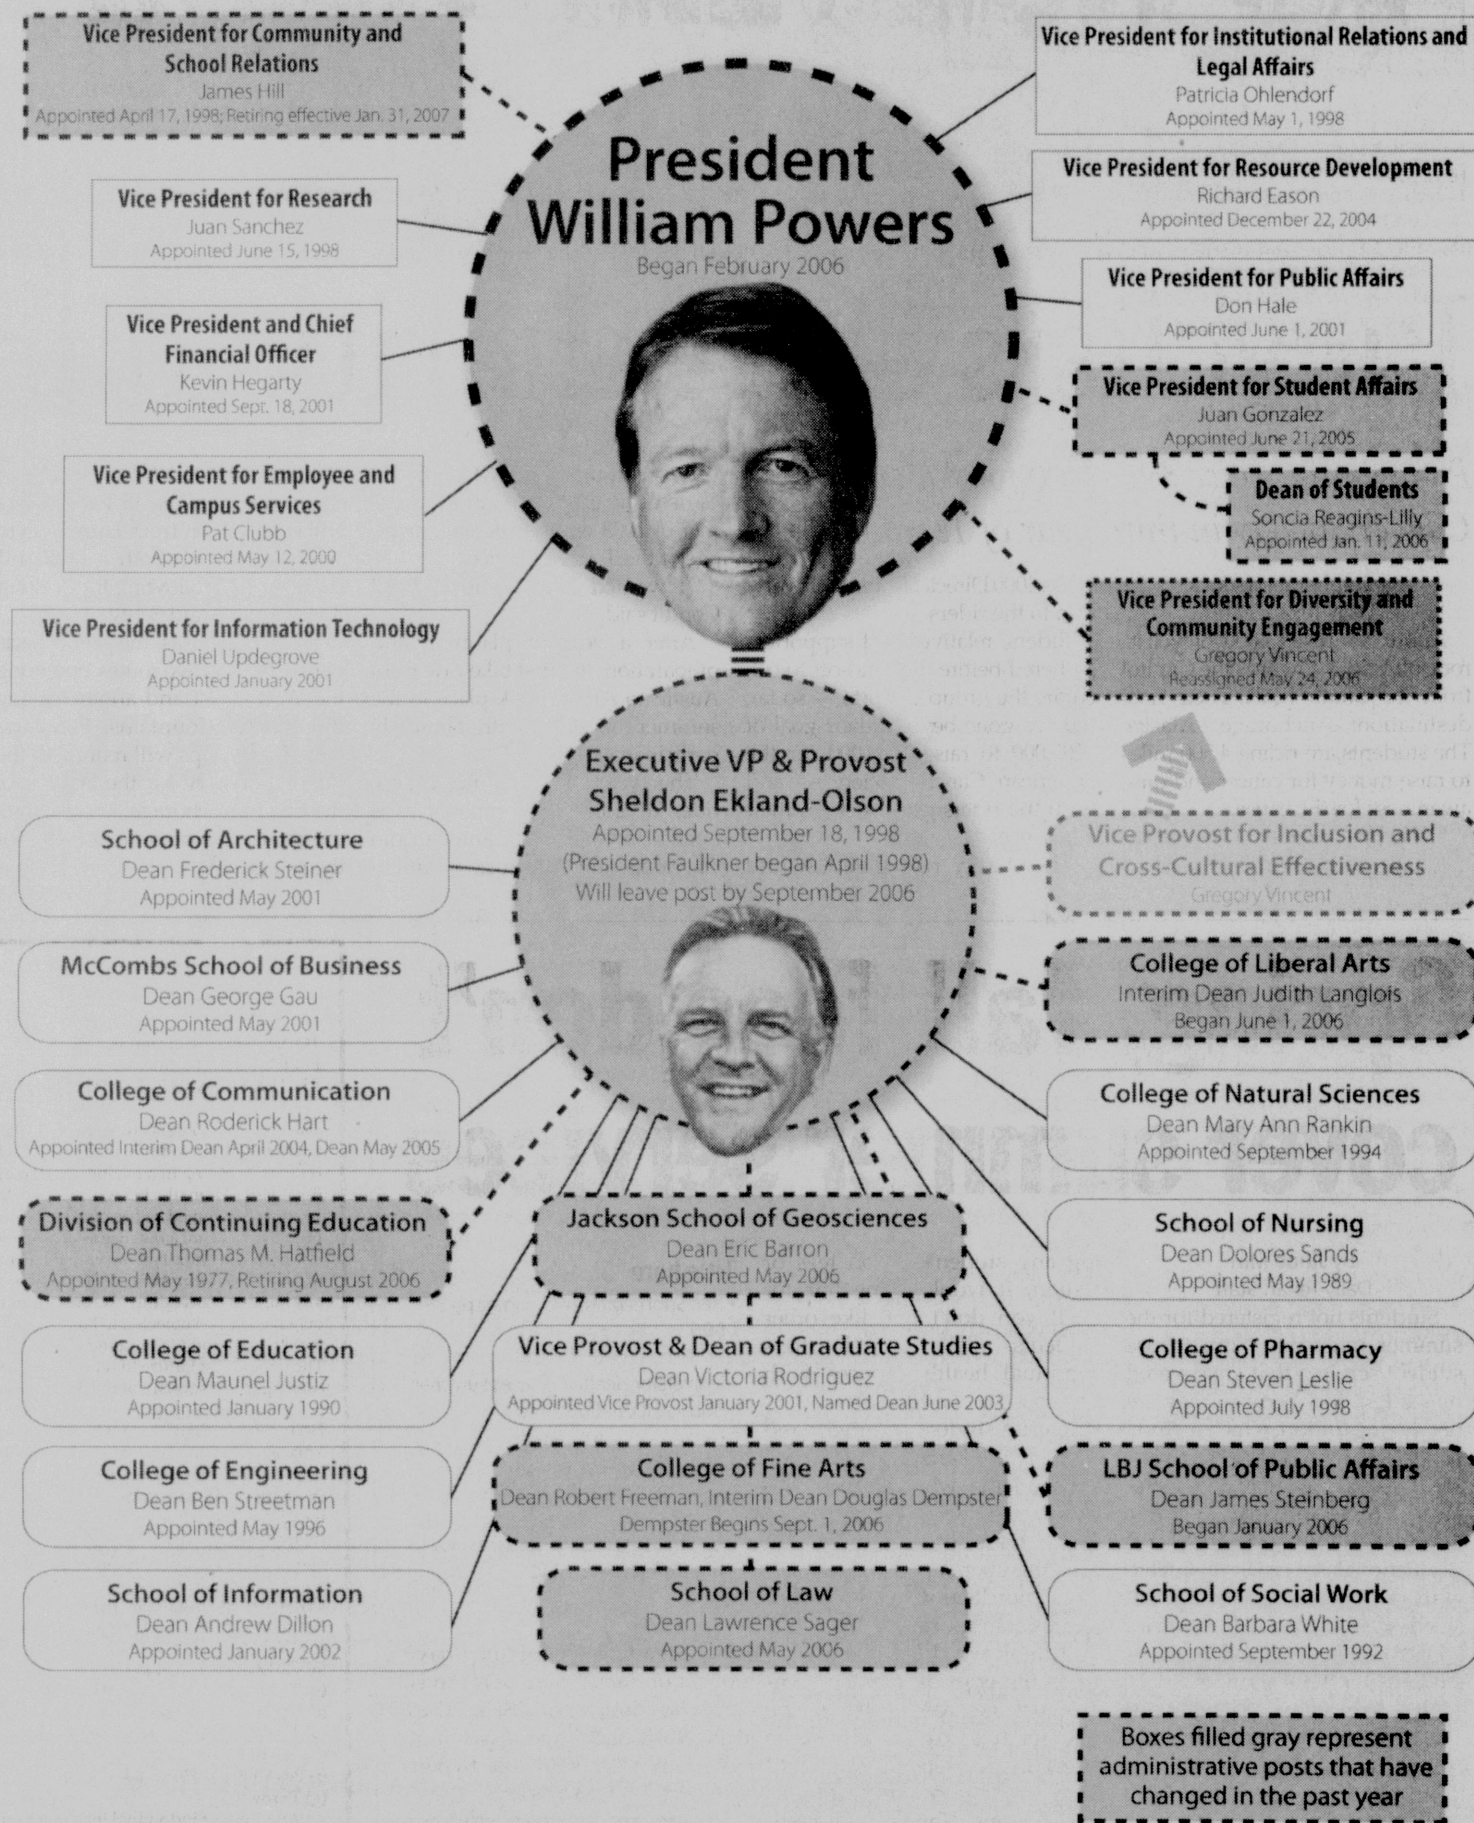 Vice President for Community and
School Relations
James Hill
Appointed April 17, 1998; Retiring effective Jan. 31, 2007
Vice President for Research
Juan Sanchez
Appointed June 15, 1998
Vice President and Chief
Financial Officer
Kevin Hegarty
Appointed Sept. 18, 2001
Vice President for Employee and
Campus Services
Pat Clubb
Appointed May 12, 2000
Vice President for Information Technology
Daniel Updegrove
Appointed January 2001
President
William Powers
Began February 2006
Vice President for Institutional Relations and
Legal Affairs
Patricia Ohlendorf
Appointed May 1, 1998
Vice President for Resource Development
Richard Eason
Appointed December 22, 2004
Vice President for Public Affairs
Don Hale
Appointed June 1, 2001
Vice President for Student Affairs
Juan Gonzalez
Appointed June 21, 2005
Dean of Students
Soncia Reagins-Lilly
Appointed Jan. 11, 2006
Vice President for Diversity and
Community Engagement
Gregory Vincent
Reassigned May 24, 2006
Executive VP & Provost
Sheldon Ekland-Olson
Appointed September 18, 1998
(President Faulkner began April 1998)
Will leave post by September 2006
School of Architecture
Dean Frederick Steiner
Appointed May 2001
McCombs School of Business
Dean George Gau
Appointed May 2001
College of Communication
Dean Roderick Hart
Appointed Interim Dean April 2004, Dean May 2005
Division of Continuing Education
Dean Thomas M. Hatfield
Appointed May 1977, Retiring August 2006
College of Education
Dean Maunel Justiz
Appointed January 1990
College of Engineering
Dean Ben Streetman
Appointed May 1996
School of Information
Dean Andrew Dillon
Appointed January 2002
Jackson School of Geosciences
Dean Eric Barron
Appointed May 2006
Vice Provost & Dean of Graduate Studies
Dean Victoria Rodriguez
Appointed Vice Provost January 2001, Named Dean June 2003
College of Fine Arts
Dean Robert Freeman, Interim Dean Douglas Dempster
Dempster Begins Sept. 1, 2006
School of Law
Dean Lawrence Sager
Appointed May 2006
Vice Provost for Inclusion and
Cross-Cultural Effectiveness
Gregory Vincent
College of Liberal Arts
Interim Dean Judith Langlois
Began June 1, 2006
College of Natural Sciences
Dean Mary Ann Rankin
Appointed September 1994
School of Nursing
Dean Dolores Sands
Appointed May 1989
College of Pharmacy
Dean Steven Leslie
Appointed July 1998
LBJ School of Public Affairs
Dean James Steinberg
Began January 2006
School of Social Work
Dean Barbara White
Appointed September 1992
Boxes filled gray represent
administrative posts that have
changed in the past year